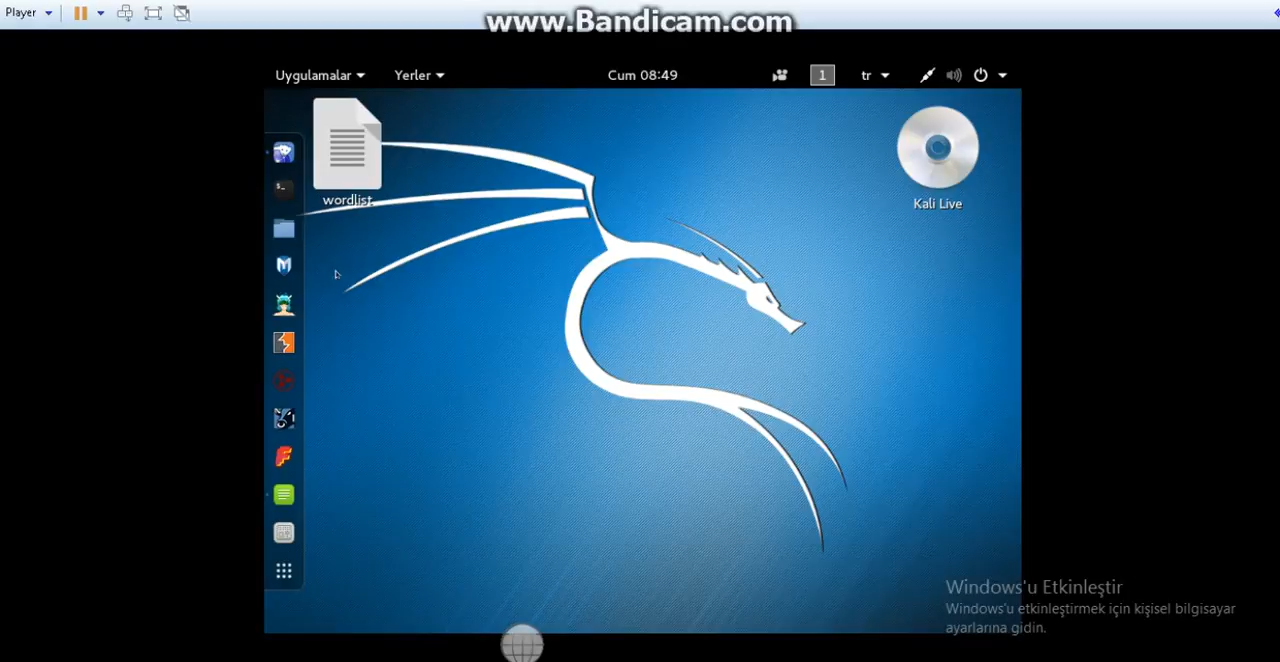 Player
www.Bandicam.com
Uygulamalar
Yerler
Cum 08:49
1
tr
wordlist
Kali Live
Windows'u Etkinleştir
Windows'u etkinleştirmek için kişisel bilgisayar
ayarlarına gidin.